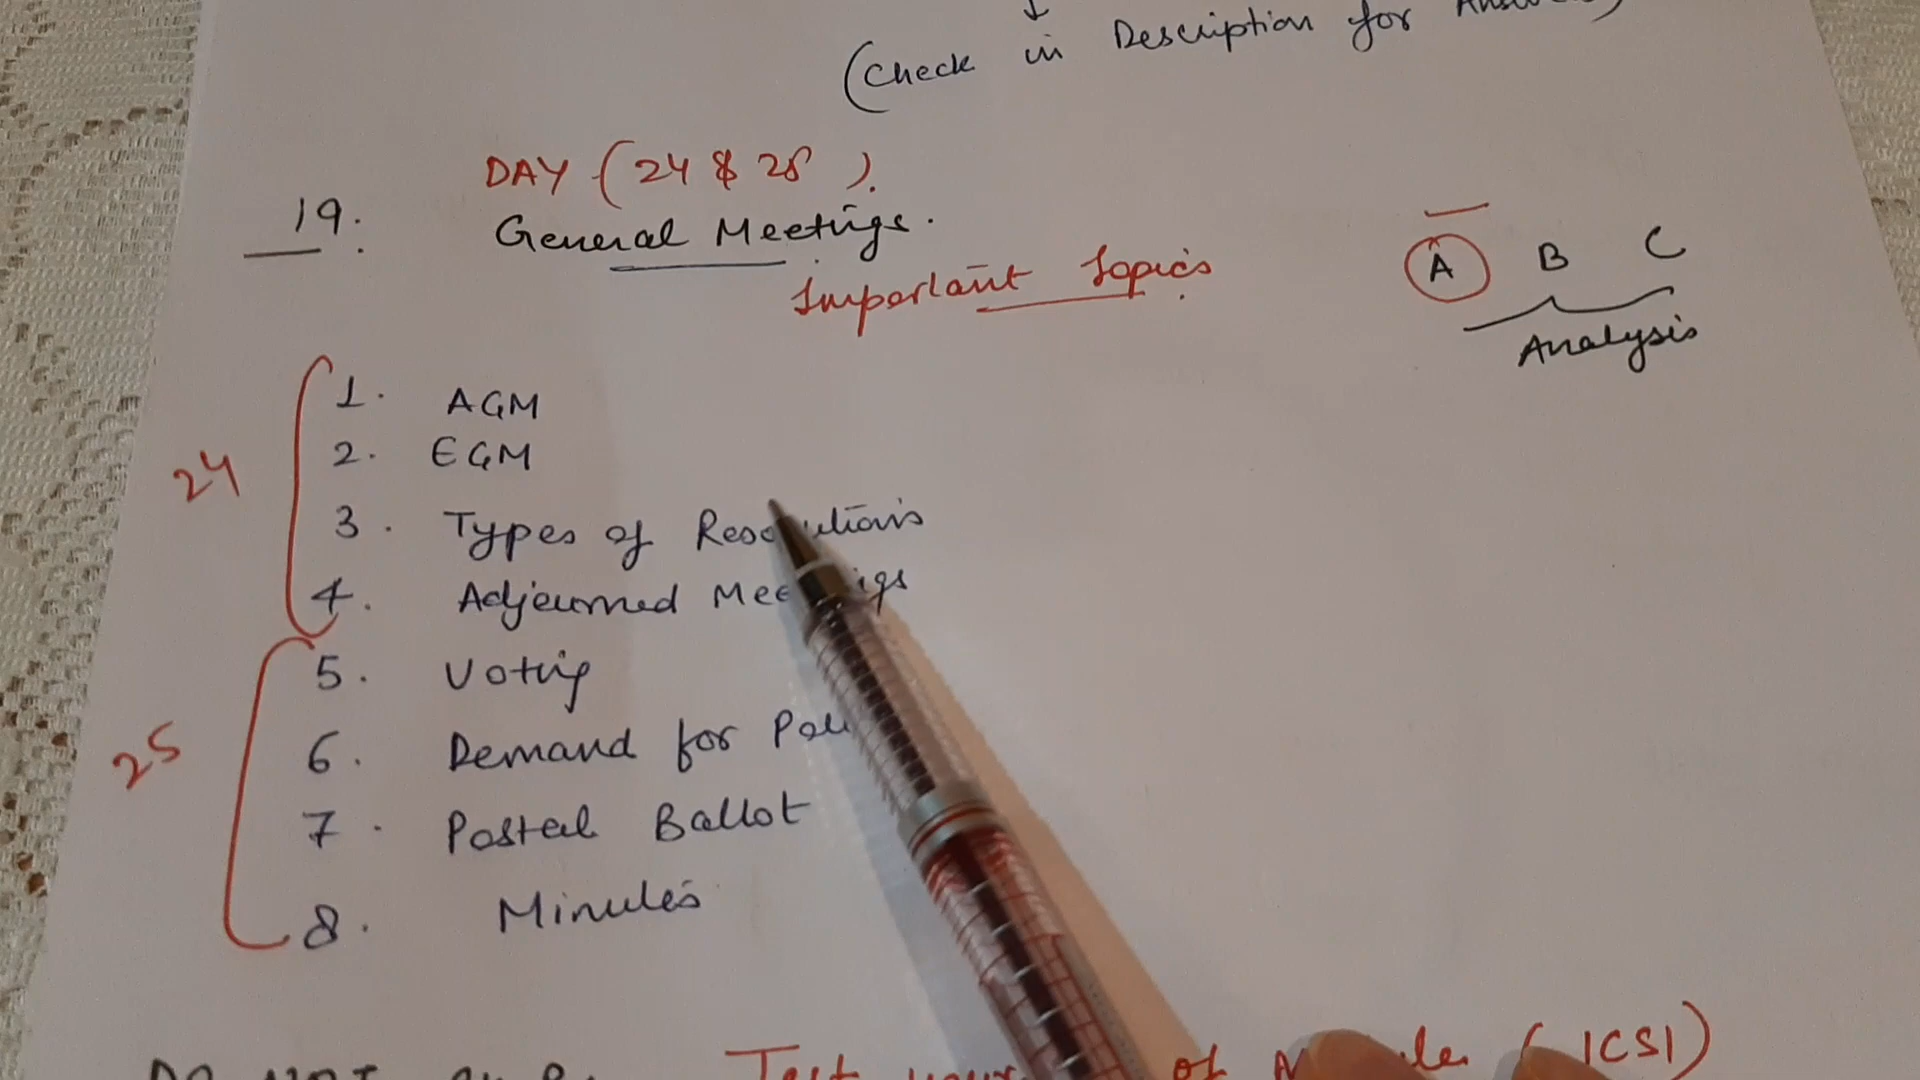 (Check in Description for
DAY (24 & 25).
19. General Meetings.
Important Topics
A B C
Analysis
24
1. AGM
2. EGM
3. Types of Resolutions
4. Adjourned Meetings
25
5. Voting
6. Demand for Poll
7. Postal Ballot
8. Minutes
Test of (ICSI)